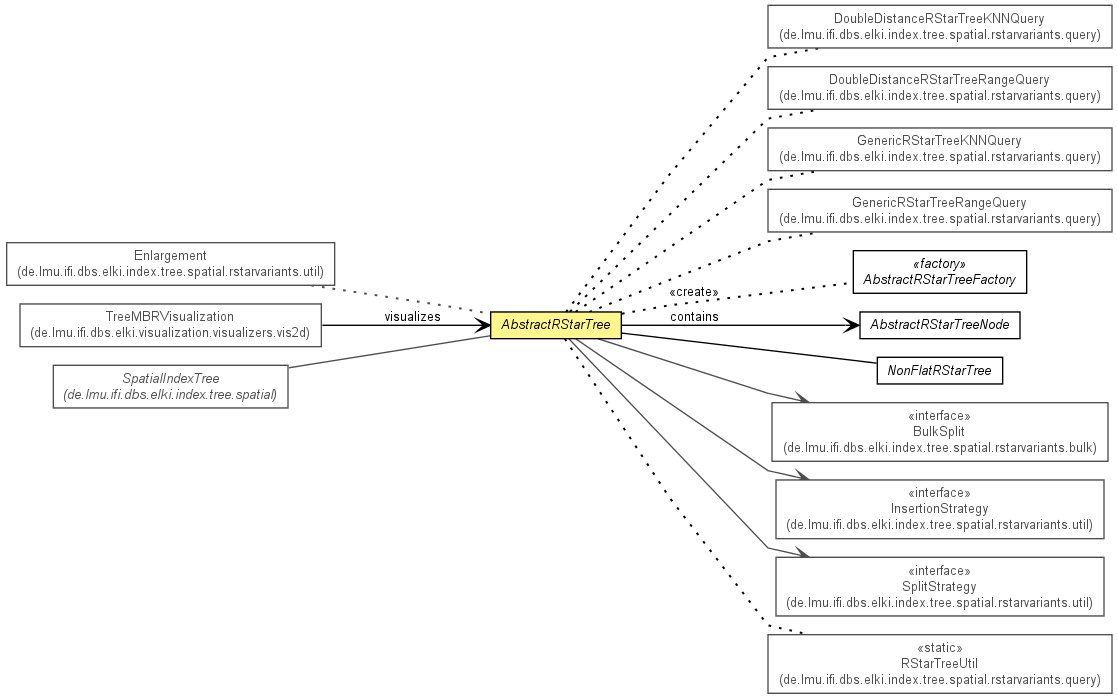 DoubleDistanceRStarTreeKNNQuery
(de.lmu.ifi.dbs.elki.index.tree.spatial.rstarvariants.query)
DoubleDistanceRStarTreeRangeQuery
(de.lmu.ifi.dbs.elki.index.tree.spatial.rstarvariants.query)
GenericRStarTreeKNNQuery
(de.lmu.ifi.dbs.elki.index.tree.spatial.rstarvariants.query)
GenericRStarTreeRangeQuery
(de.lmu.ifi.dbs.elki.index.tree.spatial.rstarvariants.query)
Enlargement
(de.lmu.ifi.dbs.elki.index.tree.spatial.rstarvariants.util)
«factory»
AbstractRStarTreeFactory
«create»
TreeMBRVisualization
(de.lmu.ifi.dbs.elki.visualization.visualizers.vis2d)
visualizes
AbstractRStarTree
contains
AbstractRStarTreeNode
SpatialIndexTree
(de.lmu.ifi.dbs.elki.index.tree.spatial)
NonFlatRStarTree
«interface»
BulkSplit
(de.lmu.ifi.dbs.elki.index.tree.spatial.rstarvariants.bulk)
«interface»
InsertionStrategy
(de.lmu.ifi.dbs.elki.index.tree.spatial.rstarvariants.util)
«interface»
SplitStrategy
(de.lmu.ifi.dbs.elki.index.tree.spatial.rstarvariants.util)
«static»
RStarTreeUtil
(de.lmu.ifi.dbs.elki.index.tree.spatial.rstarvariants.query)